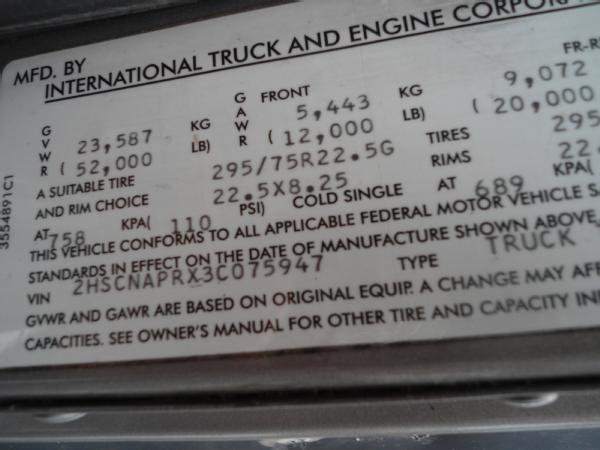 MFD. BY
INTERNATIONAL TRUCK AND ENGINE
GVWR 23,587 KG GAWR FRONT 5,443 KG FR-R 9,072
( 52,000 LB) ( 12,000 LB) ( 20,000
A SUITABLE TIRE 295/75R22.5G TIRES 295
AND RIM CHOICE 22.5X8.25 RIMS 22.
AT 758 KPA( 110 PSI) COLD SINGLE AT 689 KPA(
THIS VEHICLE CONFORMS TO ALL APPLICABLE FEDERAL MOTOR VEHICLE S
STANDARDS IN EFFECT ON THE DATE OF MANUFACTURE SHOWN ABOVE,
VIN 2HSCNAPRX3C075947 TYPE TRUCK
GVWR AND GAWR ARE BASED ON ORIGINAL EQUIP. A CHANGE MAY AFF
CAPACITIES. SEE OWNER'S MANUAL FOR OTHER TIRE AND CAPACITY IN
3554891C1